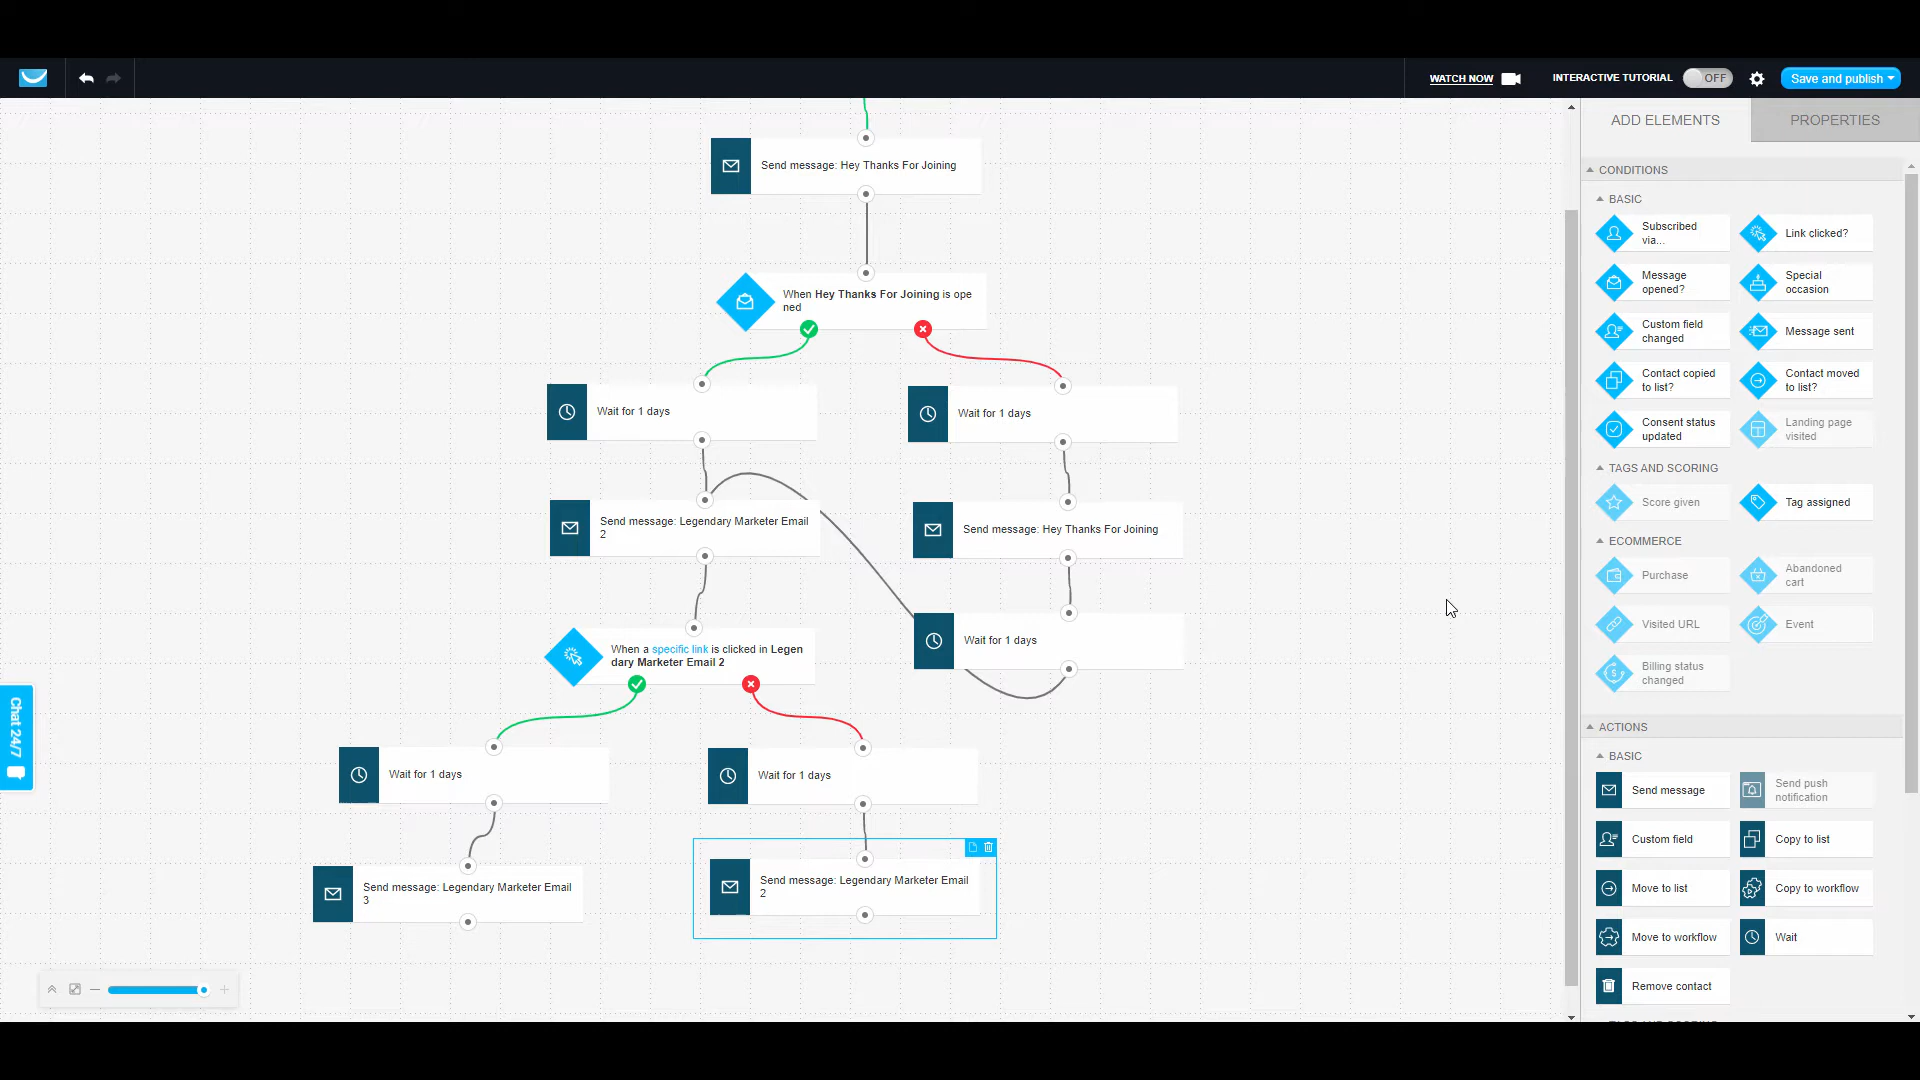 WATCH NOW
INTERACTIVE TUTORIAL
OFF
Save and publish
ADD ELEMENTS
PROPERTIES
Send message: Hey Thanks For Joining
When Hey Thanks For Joining is ope
ned
Wait for 1 days
Wait for 1 days
Send message: Legendary Marketer Email
2
Send message: Hey Thanks For Joining
When a specific link is clicked in Legen
dary Marketer Email 2
Wait for 1 days
Wait for 1 days
Wait for 1 days
Send message: Legendary Marketer Email
3
Send message: Legendary Marketer Email
2
Chat 24/7
CONDITIONS
BASIC
Subscribed
via...
Link clicked?
Message
opened?
Special
occasion
Custom field
changed
Message sent
Contact copied
to list?
Contact moved
to list?
Consent status
updated
Landing page
visited
TAGS AND SCORING
Score given
Tag assigned
ECOMMERCE
Purchase
Abandoned
cart
Visited URL
Event
Billing status
changed
ACTIONS
BASIC
Send message
Send push
notification
Custom field
Copy to list
Move to list
Copy to workflow
Move to workflow
Wait
Remove contact
TAGS AND SCORING